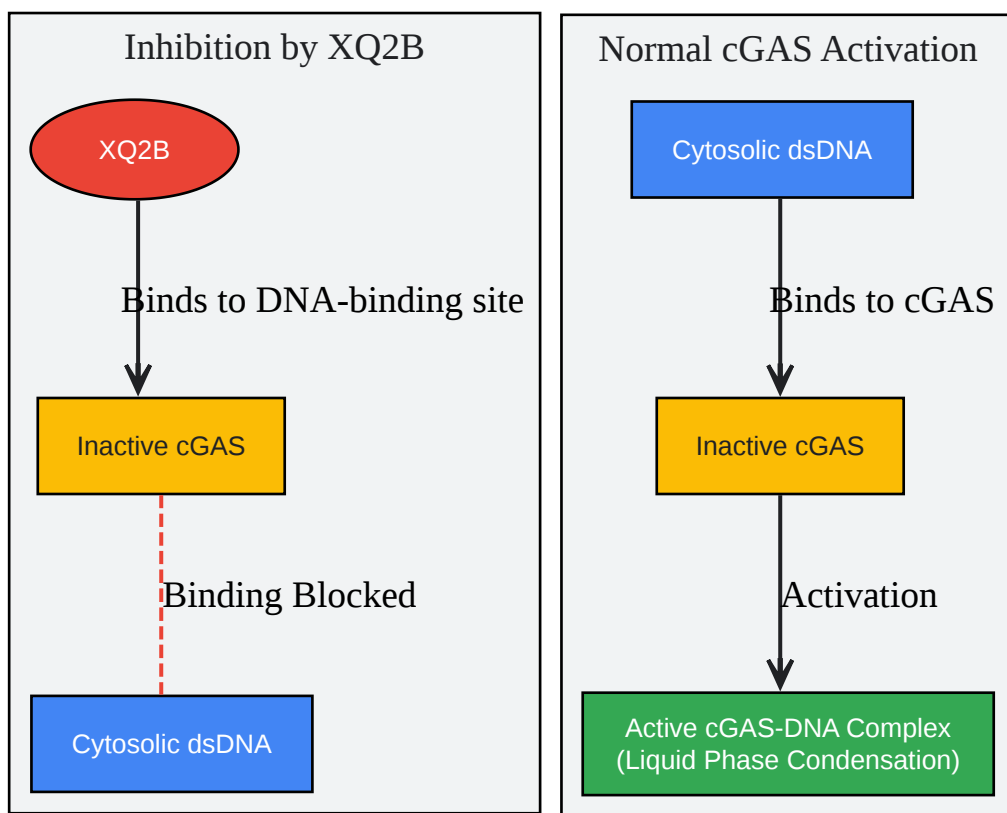 Inhibition by XQ2B
XQ2B
Binds to DNA-binding site
Inactive cGAS
Binding Blocked
Cytosolic dsDNA
Normal cGAS Activation
Cytosolic dsDNA
Binds to cGAS
Inactive cGAS
Activation
Active cGAS-DNA Complex
(Liquid Phase Condensation)